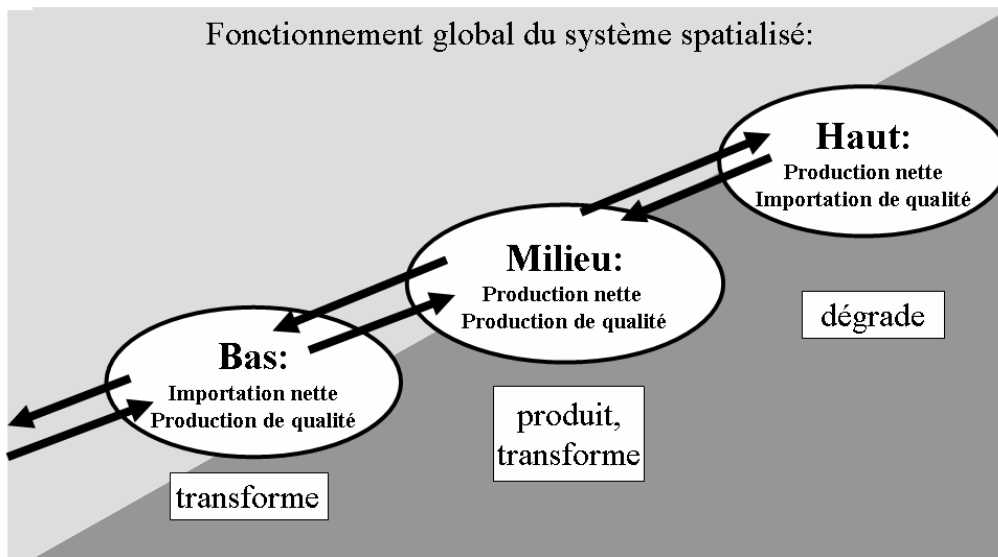 Fonctionnement global du système spatialisé:
Haut:
Production nette
Importation de qualité
dégrade
Milieu:
Production nette
Production de qualité
produit,
transforme
Bas:
Importation nette
Production de qualité
transforme